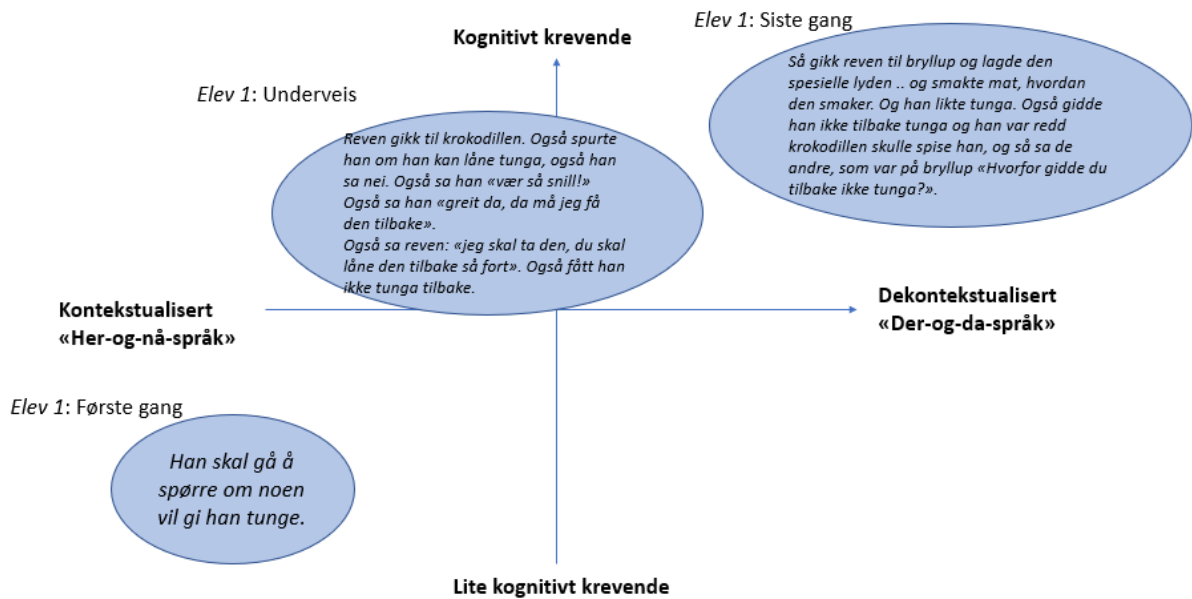 Elev 1: Siste gang
Kognitivt krevende
Så gikk reven til bryllup og lagde den
spesielle lyden .. og smakte mat, hvordan
den smaker. Og han likte tunga. Også gidde
han ikke tilbake tunga og han var redd
krokodillen skulle spise han, og så sa de
andre, som var på bryllup «Hvorfor gidde du
tilbake ikke tunga?».
Elev 1: Underveis
Reven gikk til krokodillen. Også spurte
han om han kan låne tunga, også han
sa nei. Også sa han «vær så snill!»
Også sa han «greit da, da må jeg få
den tilbake».
Også sa reven: «jeg skal ta den, du skal
låne den tilbake så fort». Også fått han
ikke tunga tilbake.
Kontekstualisert
«Her-og-nå-språk»
Dekontekstualisert
«Der-og-da-språk»
Elev 1: Første gang
Han skal gå å
spørre om noen
vil gi han tunge.
Lite kognitivt krevende